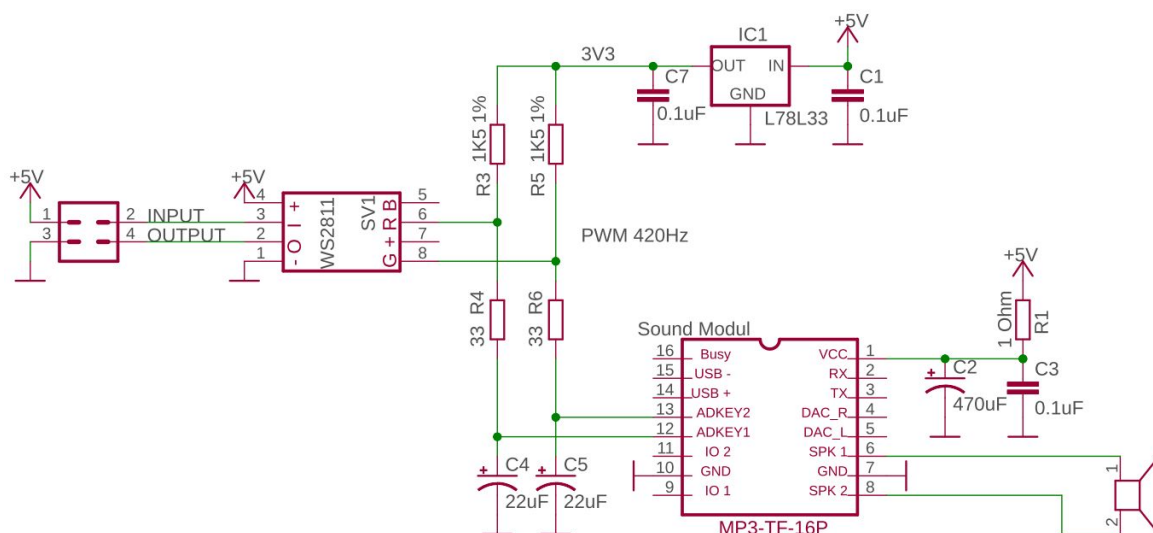 +5V
IC1
3V3
OUT IN
GND
C7
0.1uF
L78L33
C1
0.1uF
R3 1K5 1%
R5 1K5 1%
+5V
1
3
2 INPUT
4 OUTPUT
+5V
4 +
3 I
2 O
1 -
WS2811
SV1
B 5
R 6
+ 7
G 8
PWM 420Hz
33 R4
33 R6
C4
22uF
C5
22uF
Sound Modul
16 Busy
15 USB -
14 USB +
13 ADKEY2
12 ADKEY1
11 IO 2
10 GND
9 IO 1
VCC 1
RX 2
TX 3
DAC_R 4
DAC_L 5
SPK 1 6
GND 7
SPK 2 8
MP3-TF-16P
+5V
1 Ohm R1
C2
470uF
C3
0.1uF
1
2